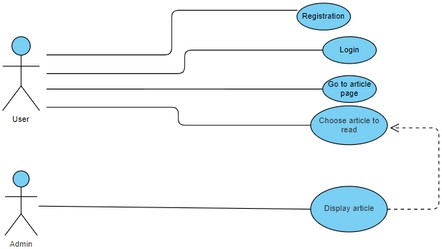 Registration
Login
Go to article
page
User
Choose article to
read
Display article
Admin